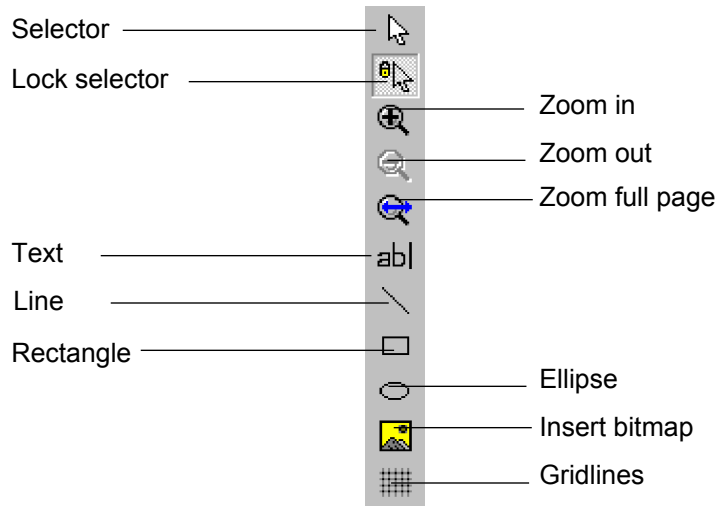 Selector
Lock selector
Zoom in
Zoom out
Zoom full page
Text
ab
Line
Rectangle
Ellipse
Insert bitmap
Gridlines